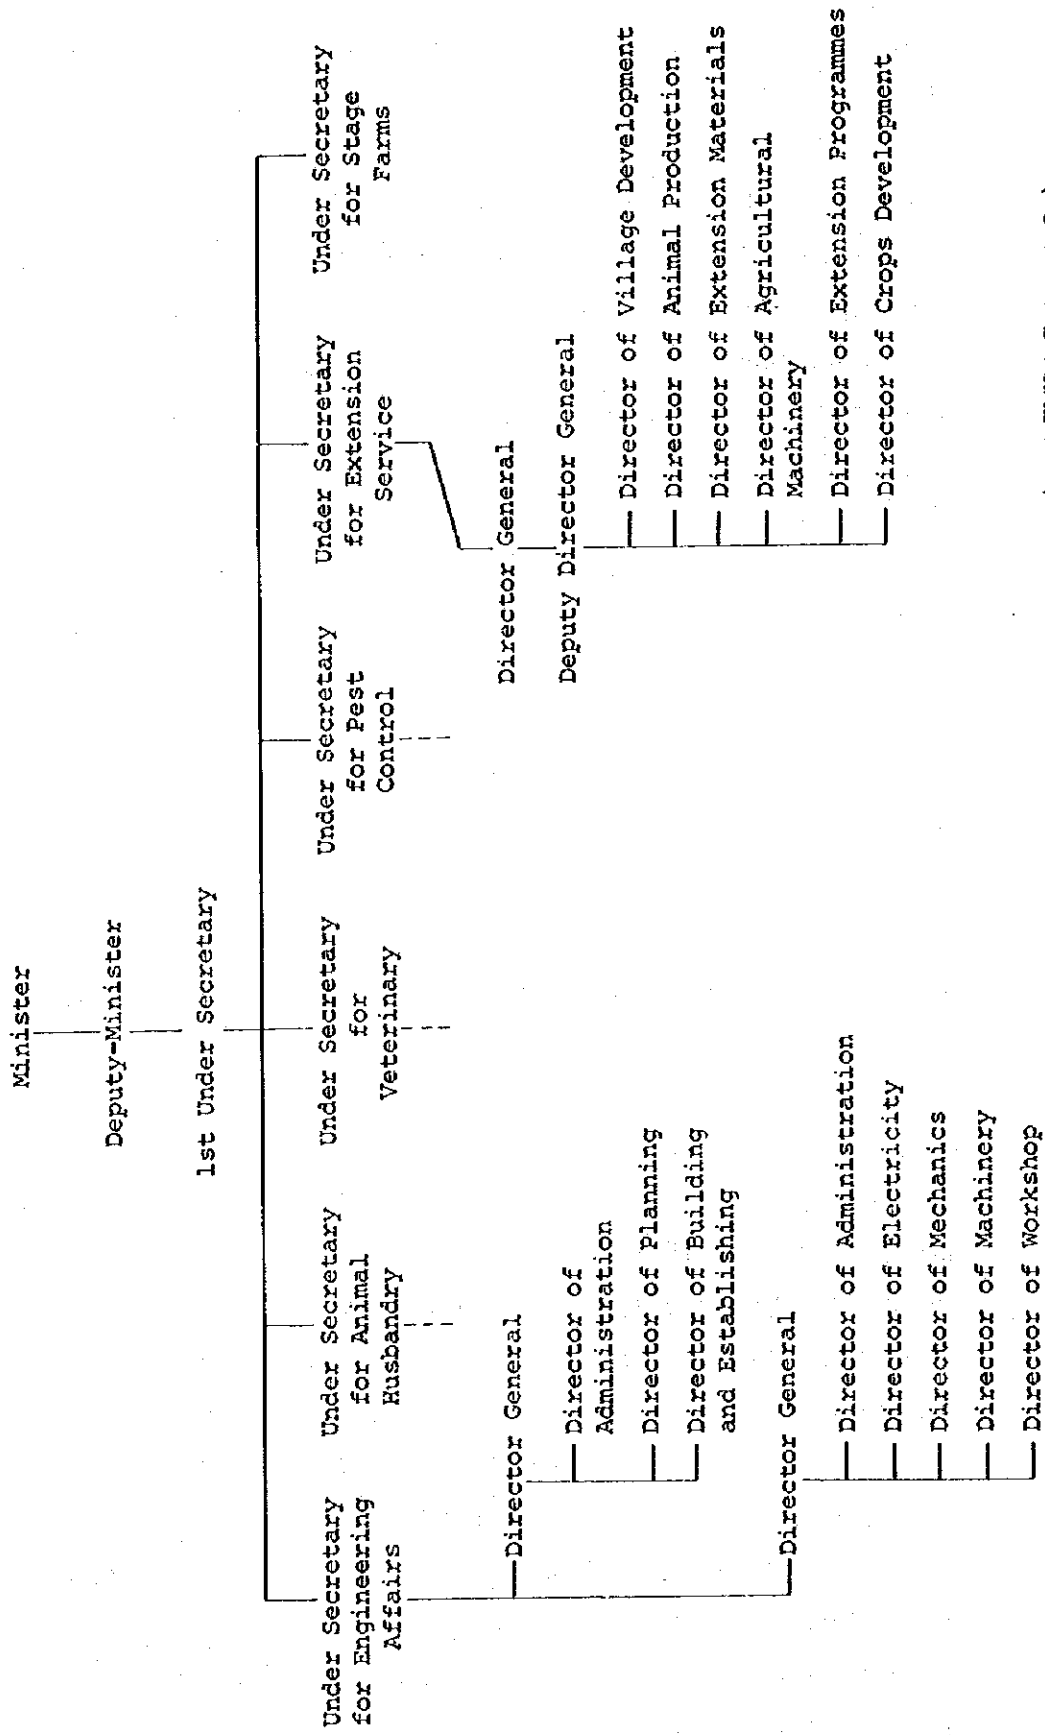 Minister
Deputy-Minister
1st Under Secretary
Under Secretary
for Engineering
Affairs
Under Secretary
for Animal
Husbandry
Under Secretary
for
Veterinary
Under Secretary
for Pest
Control
Under Secretary
for Extension
Service
Under Secretary
for Stage
Farms
Director General
Director of
Administration
Director of Planning
Director of Building
and Establishing
Director General
Director of Administration
Director of Electricity
Director of Mechanics
Director of Machinery
Director of Workshop
Director General
Deputy Director General
Director of Village Development
Director of Animal Production
Director of Extension Materials
Director of Agricultural
Machinery
Director of Extension Programmes
Director of Crops Development